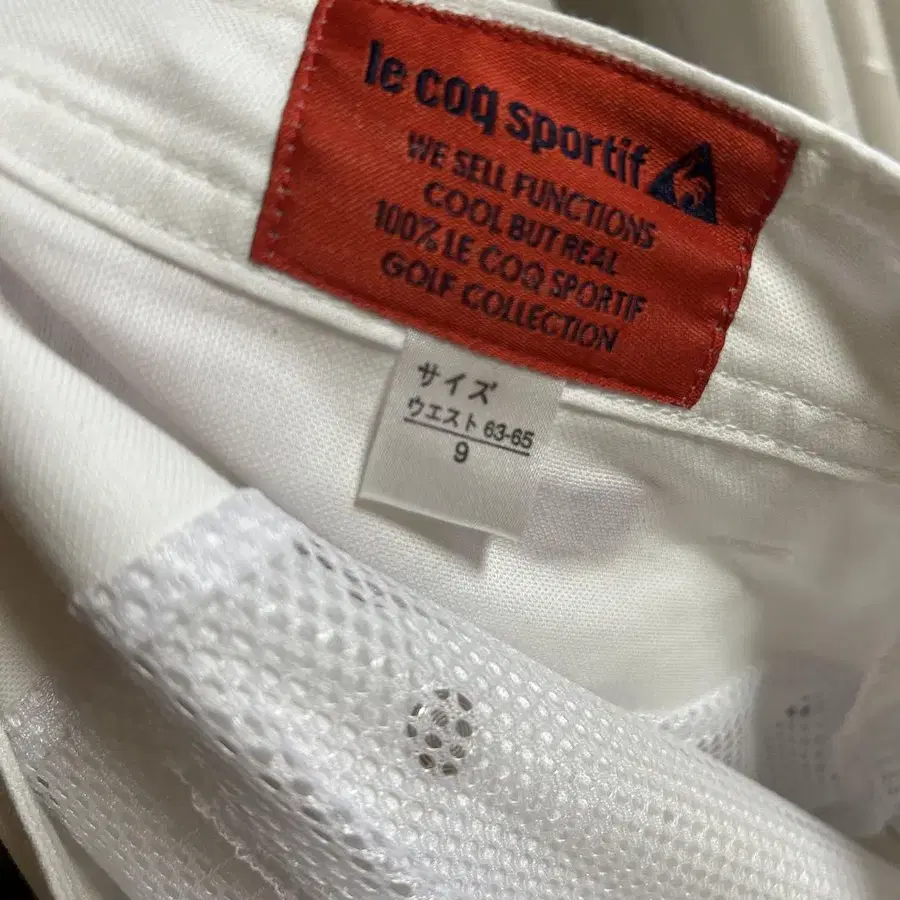 le coq sportif
WE SELL FUNCTIONS
COOL BUT REAL
100% LE COQ SPORTIF
GOLF COLLECTION
サイズ
ウエスト 63-65
9